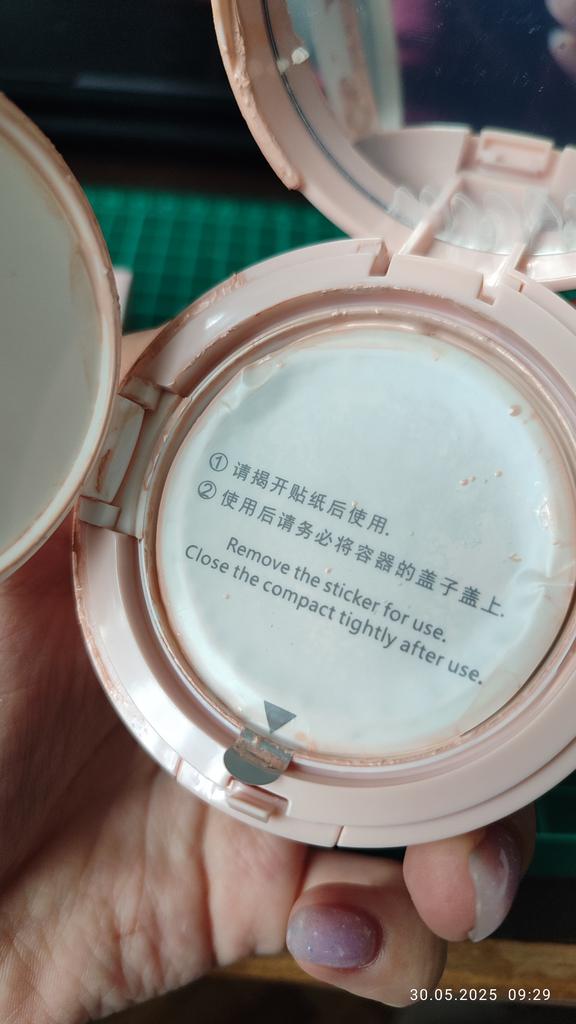 ① 请揭开贴纸后使用.
② 使用后请务必将容器的盖子盖上.
Remove the sticker for use.
Close the compact tightly after use.
30.05.2025 09:29